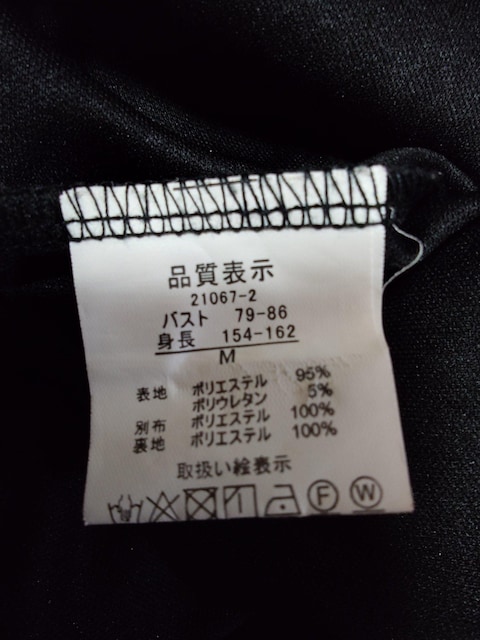 品質表示
21067-2
バスト 79-86
身長 154-162
M
表地 ポリエステル 95%
ポリウレタン 5%
別布 ポリエステル 100%
裏地 ポリエステル 100%
取扱い絵表示
F W